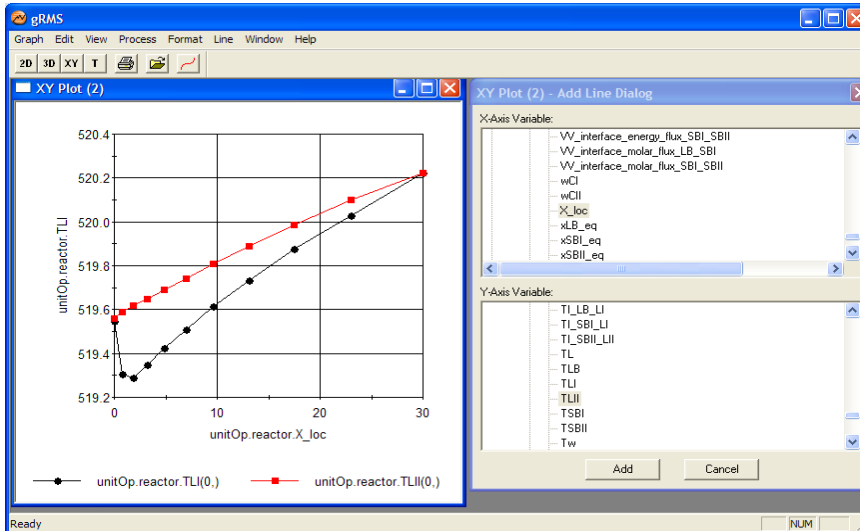 gRMS
Graph Edit View Process Format Line Window Help
2D 3D XY T
XY Plot (2)
520.4
520.2
520.0
519.8
519.6
519.4
519.2
unitOp.reactor.TLI
0 10 20 30
unitOp.reactor.X_loc
unitOp.reactor.TLI(0,) unitOp.reactor.TLII(0,)
XY Plot (2) - Add Line Dialog
X-Axis Variable:
VV_interface_energy_flux_SBI_SBII
VV_interface_molar_flux_LB_SBI
VV_interface_molar_flux_SBI_SBII
wCI
wCII
X_loc
xLB_eq
xSBI_eq
xSBII_eq
Y-Axis Variable:
TI_LB_LI
TI_SBI_LI
TI_SBII_LII
TL
TLB
TLI
TLII
TSBI
TSBII
Tw
Add Cancel
Ready NUM